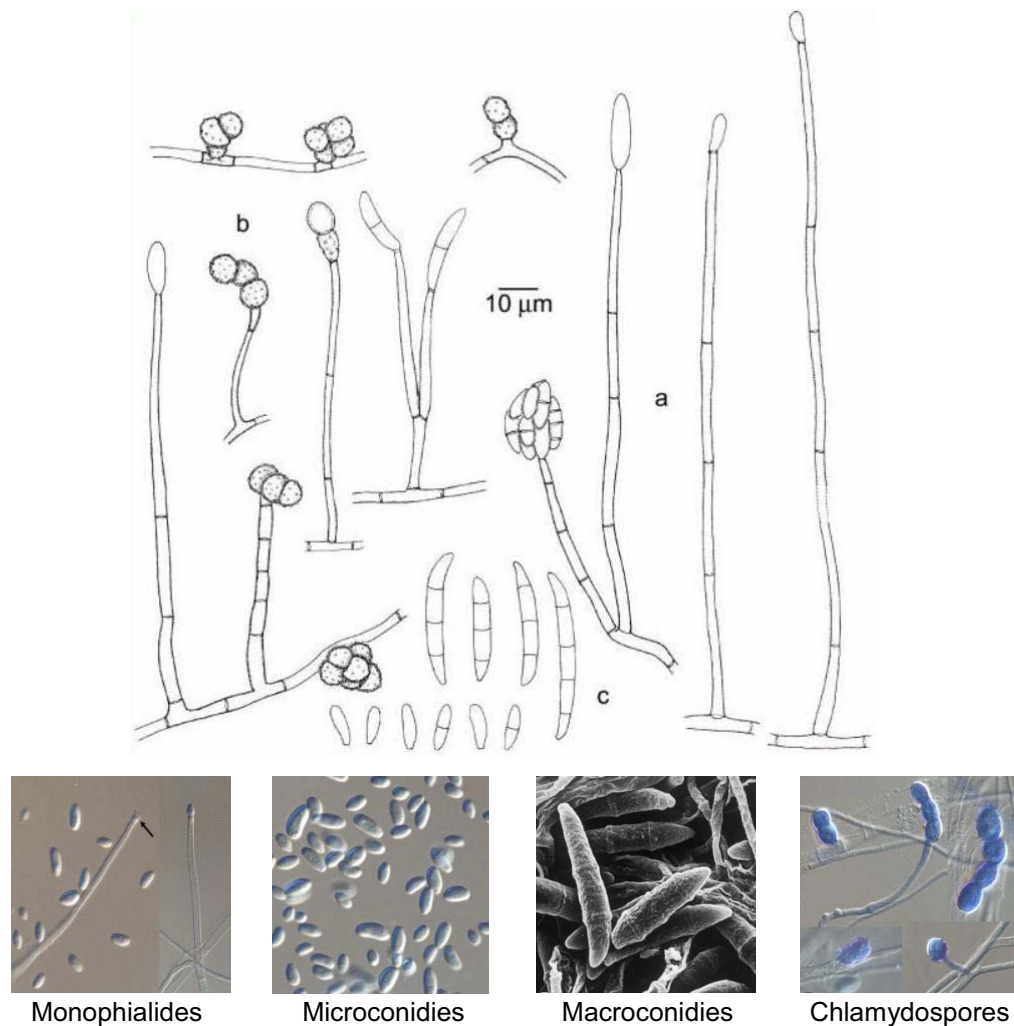 b
10 µm
a
c
Monophialides
Microconidies
Macroconidies
Chlamydospores